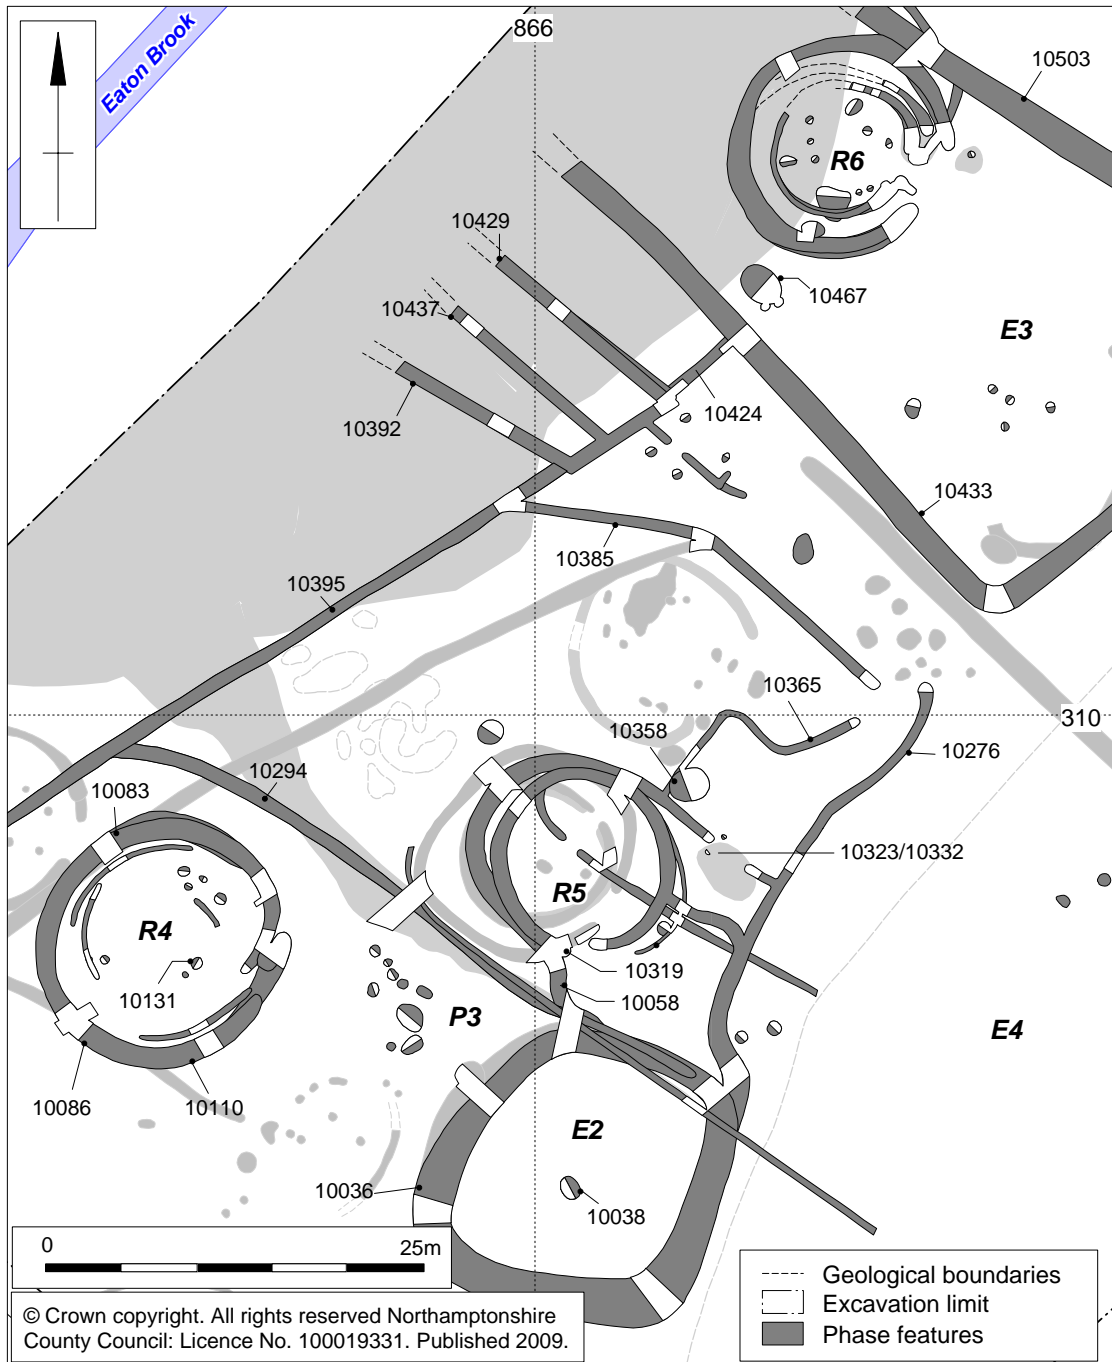 866
Eaton Brook
10503
R6
10429
10467
10437
E3
10424
10392
10433
10385
10395
10365
310
10358
10276
10294
10083
10323/10332
R5
R4
10319
10131
10058
P3
E4
10086
10110
E2
10036
10038
0 25m
Geological boundaries
Excavation limit
Phase features
© Crown copyright. All rights reserved Northamptonshire
County Council: Licence No. 100019331. Published 2009.